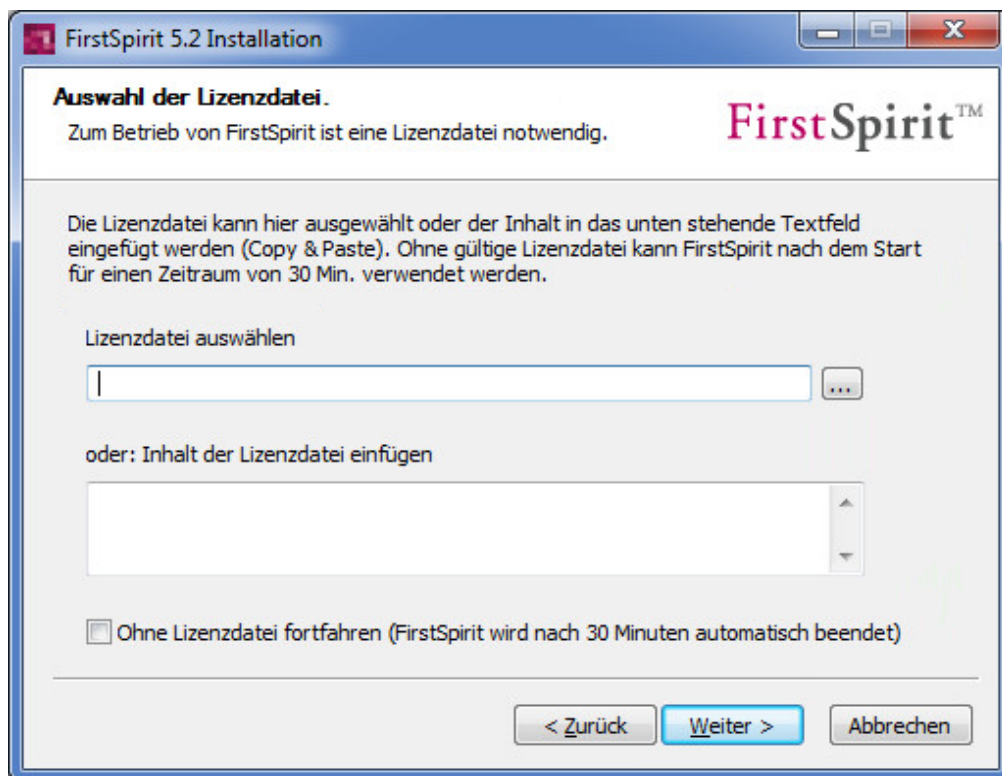 FirstSpirit 5.2 Installation
Auswahl der Lizenzdatei.
Zum Betrieb von FirstSpirit ist eine Lizenzdatei notwendig.
FirstSpirit™
Die Lizenzdatei kann hier ausgewählt oder der Inhalt in das unten stehende Textfeld
eingefügt werden (Copy & Paste). Ohne gültige Lizenzdatei kann FirstSpirit nach dem Start
für einen Zeitraum von 30 Min. verwendet werden.
Lizenzdatei auswählen
...
oder: Inhalt der Lizenzdatei einfügen
Ohne Lizenzdatei fortfahren (FirstSpirit wird nach 30 Minuten automatisch beendet)
< Zurück Weiter > Abbrechen